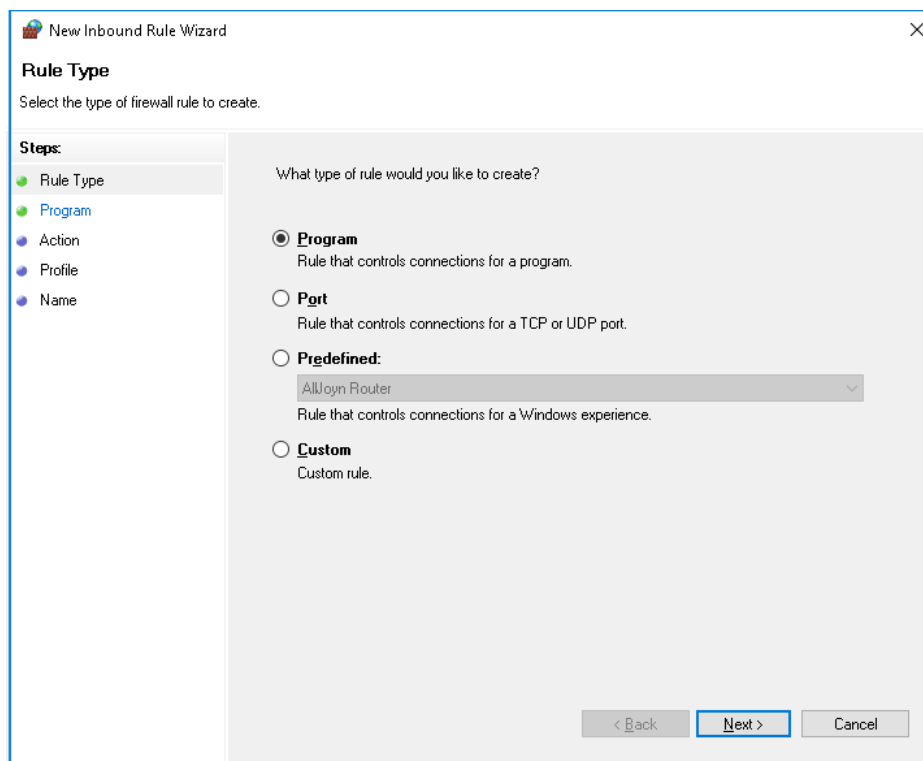 New Inbound Rule Wizard
Rule Type
Select the type of firewall rule to create.
Steps:
Rule Type
Program
Action
Profile
Name
What type of rule would you like to create?
Program
Rule that controls connections for a program.
Port
Rule that controls connections for a TCP or UDP port.
Predefined:
AllJoyn Router
Rule that controls connections for a Windows experience.
Custom
Custom rule.
< Back
Next >
Cancel